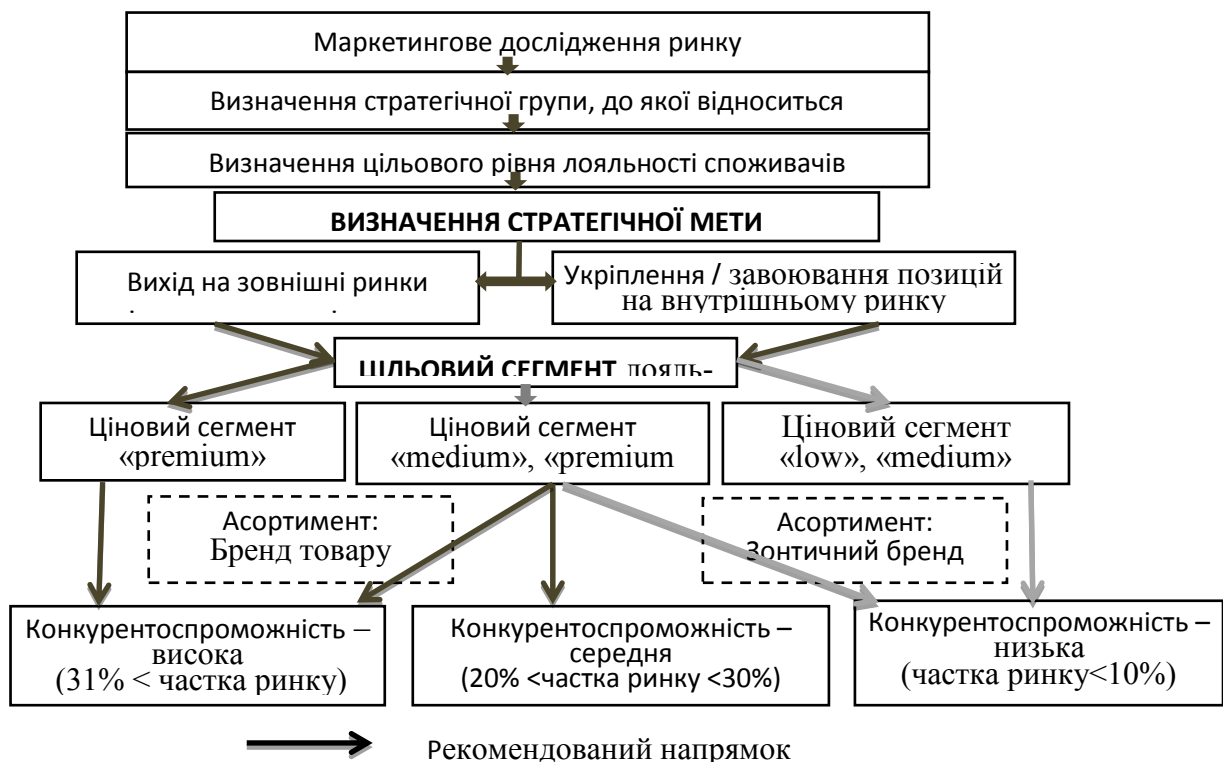 Маркетингове дослідження ринку
Визначення стратегічної групи, до якої відноситься
Визначення цільового рівня лояльності споживачів
ВИЗНАЧЕННЯ СТРАТЕГІЧНОЇ МЕТИ
Вихід на зовнішні ринки
Укріплення / завоювання позицій
на внутрішньому ринку
ЦІЛЬОВИЙ СЕГМЕНТ лояль-
Ціновий сегмент
«premium»
Ціновий сегмент
«medium», «premium
Ціновий сегмент
«low», «medium»
Асортимент:
Бренд товару
Асортимент:
Зонтичний бренд
Конкурентоспроможність –
висока
(31% < частка ринку)
Конкурентоспроможність –
середня
(20% <частка ринку <30%)
Конкурентоспроможність –
низька
(частка ринку<10%)
Рекомендований напрямок